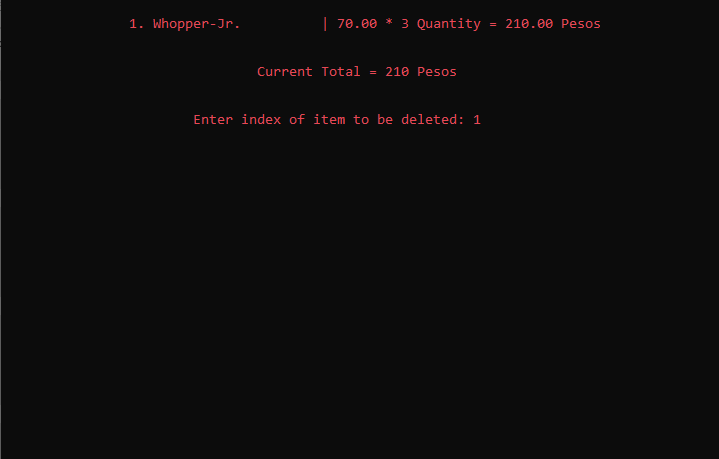 1. Whopper-Jr. | 70.00 * 3 Quantity = 210.00 Pesos
Current Total = 210 Pesos
Enter index of item to be deleted: 1